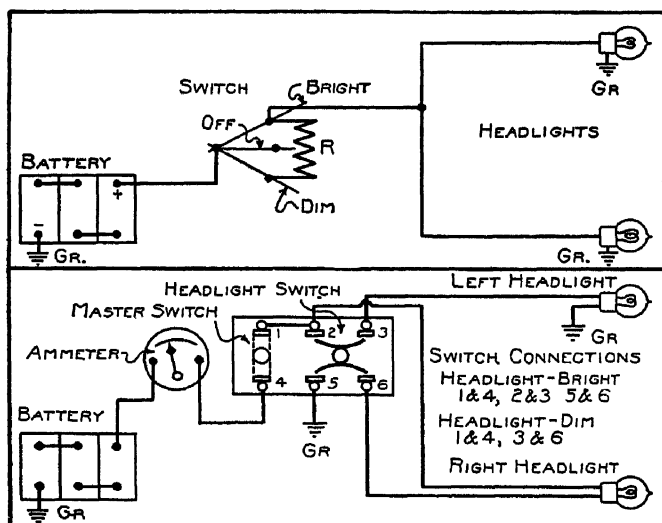 SWITCH
BRIGHT
OFF
R
DIM
BATTERY
+
-
GR.
GR
HEADLIGHTS
GR.
LEFT HEADLIGHT
HEADLIGHT SWITCH
MASTER SWITCH
AMMETER
1 2 3
4 5 6
GR
GR
SWITCH CONNECTIONS
HEADLIGHT-BRIGHT
1&4, 2&3 5&6
HEADLIGHT-DIM
1&4, 3&6
RIGHT HEADLIGHT
BATTERY
GR